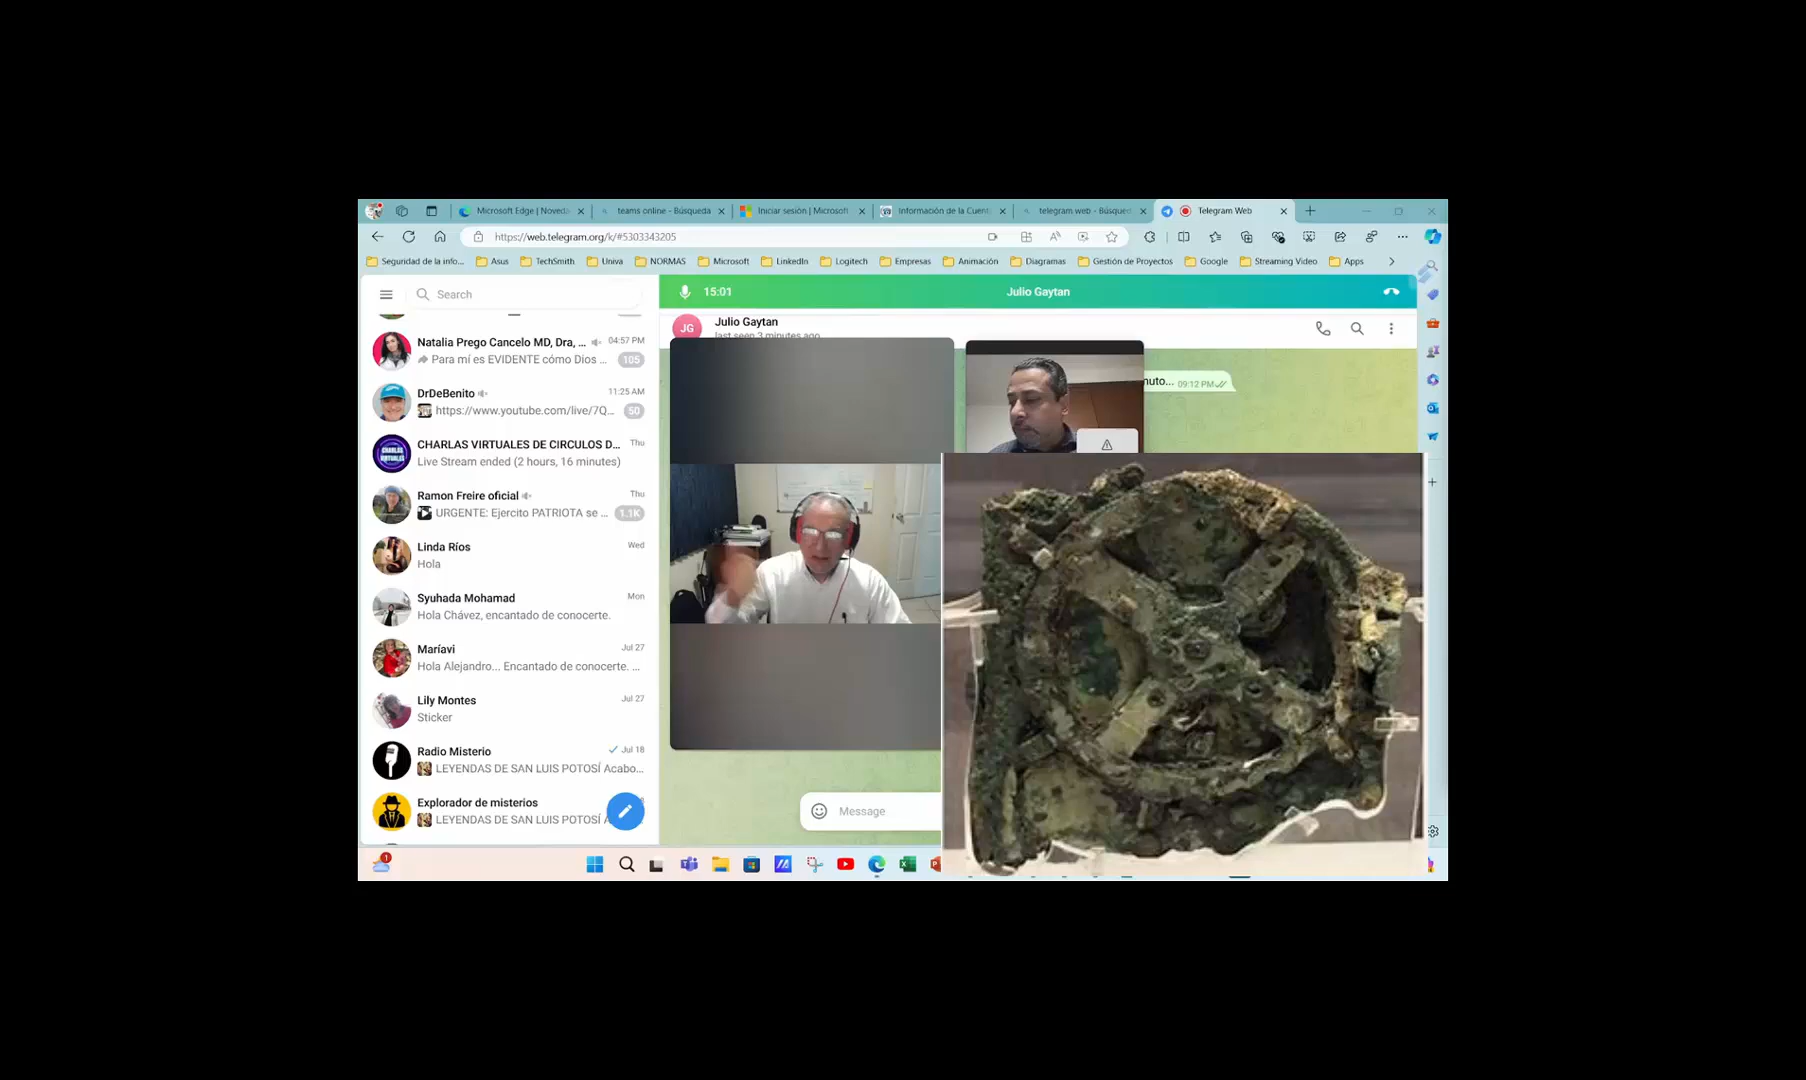 Microsoft Edge | Noveda
teams online - Búsqueda
Iniciar sesión | Microsoft
Información de la Cuent
telegram web - Búsqued
Telegram Web
https://web.telegram.org/k/#5303343205
Seguridad de la info...
Asus
TechSmith
Univa
NORMAS
Microsoft
LinkedIn
Logitech
Empresas
Animación
Diagramas
Gestión de Proyectos
Google
Streaming Video
Apps
Search
15:01
Julio Gaytan
JG
Julio Gaytan
last seen 3 minutes ago
nuto... 09:12 PM
Natalia Prego Cancelo MD, Dra, ... 04:57 PM
Para mí es EVIDENTE cómo Dios ... 105
DrDeBenito 11:25 AM
https://www.youtube.com/live/7Q... 50
CHARLAS VIRTUALES DE CIRCULOS D... Thu
Live Stream ended (2 hours, 16 minutes)
Ramon Freire oficial Thu
URGENTE: Ejercito PATRIOTA se ... 1.1K
Linda Ríos Wed
Hola
Syuhada Mohamad Mon
Hola Chávez, encantado de conocerte.
Maríavi Jul 27
Hola Alejandro... Encantado de conocerte. ...
Lily Montes Jul 27
Sticker
Radio Misterio Jul 18
LEYENDAS DE SAN LUIS POTOSÍ Acabo...
Explorador de misterios
LEYENDAS DE SAN LUIS POTOSÍ A
Message
1